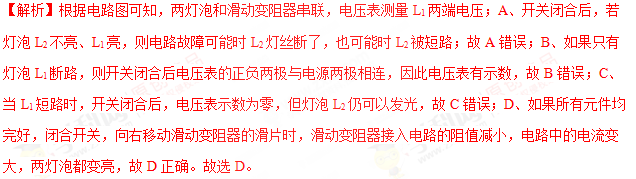 【解析】根据电路图可知，两灯泡和滑动变阻器串联，电压表测量 L1 两端电压；A、开关闭合后，若
灯泡 L2 不亮、L1 亮，则电路故障可能时 L2 灯丝断了，也可能时 L2 被短路；故 A 错误；B、如果只有
灯泡 L1 断路，则开关闭合后电压表的正负两极与电源两极相连，因此电压表有示数，故 B 错误；C、
当 L1 短路时，开关闭合后，电压表示数为零，但灯泡 L2 仍可以发光，故 C 错误；D、如果所有元件均
完好，闭合开关，向右移动滑动变阻器的滑片时，滑动变阻器接入电路的阻值减小，电路中的电流变
大，两灯泡都变亮，故 D 正确。故选 D。